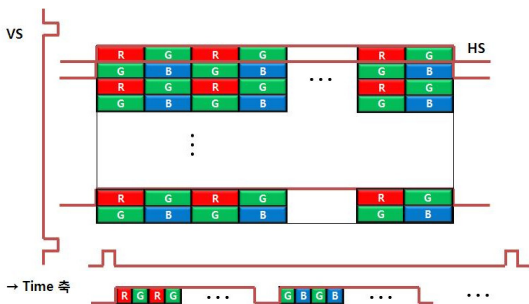 VS
HS
R G R G R G
G B G B ... G B
R G R G R G
G B G B G B
⋮
R G R G R G
G B G B G B
→ Time 축
R G R G ... G B G B ... ...